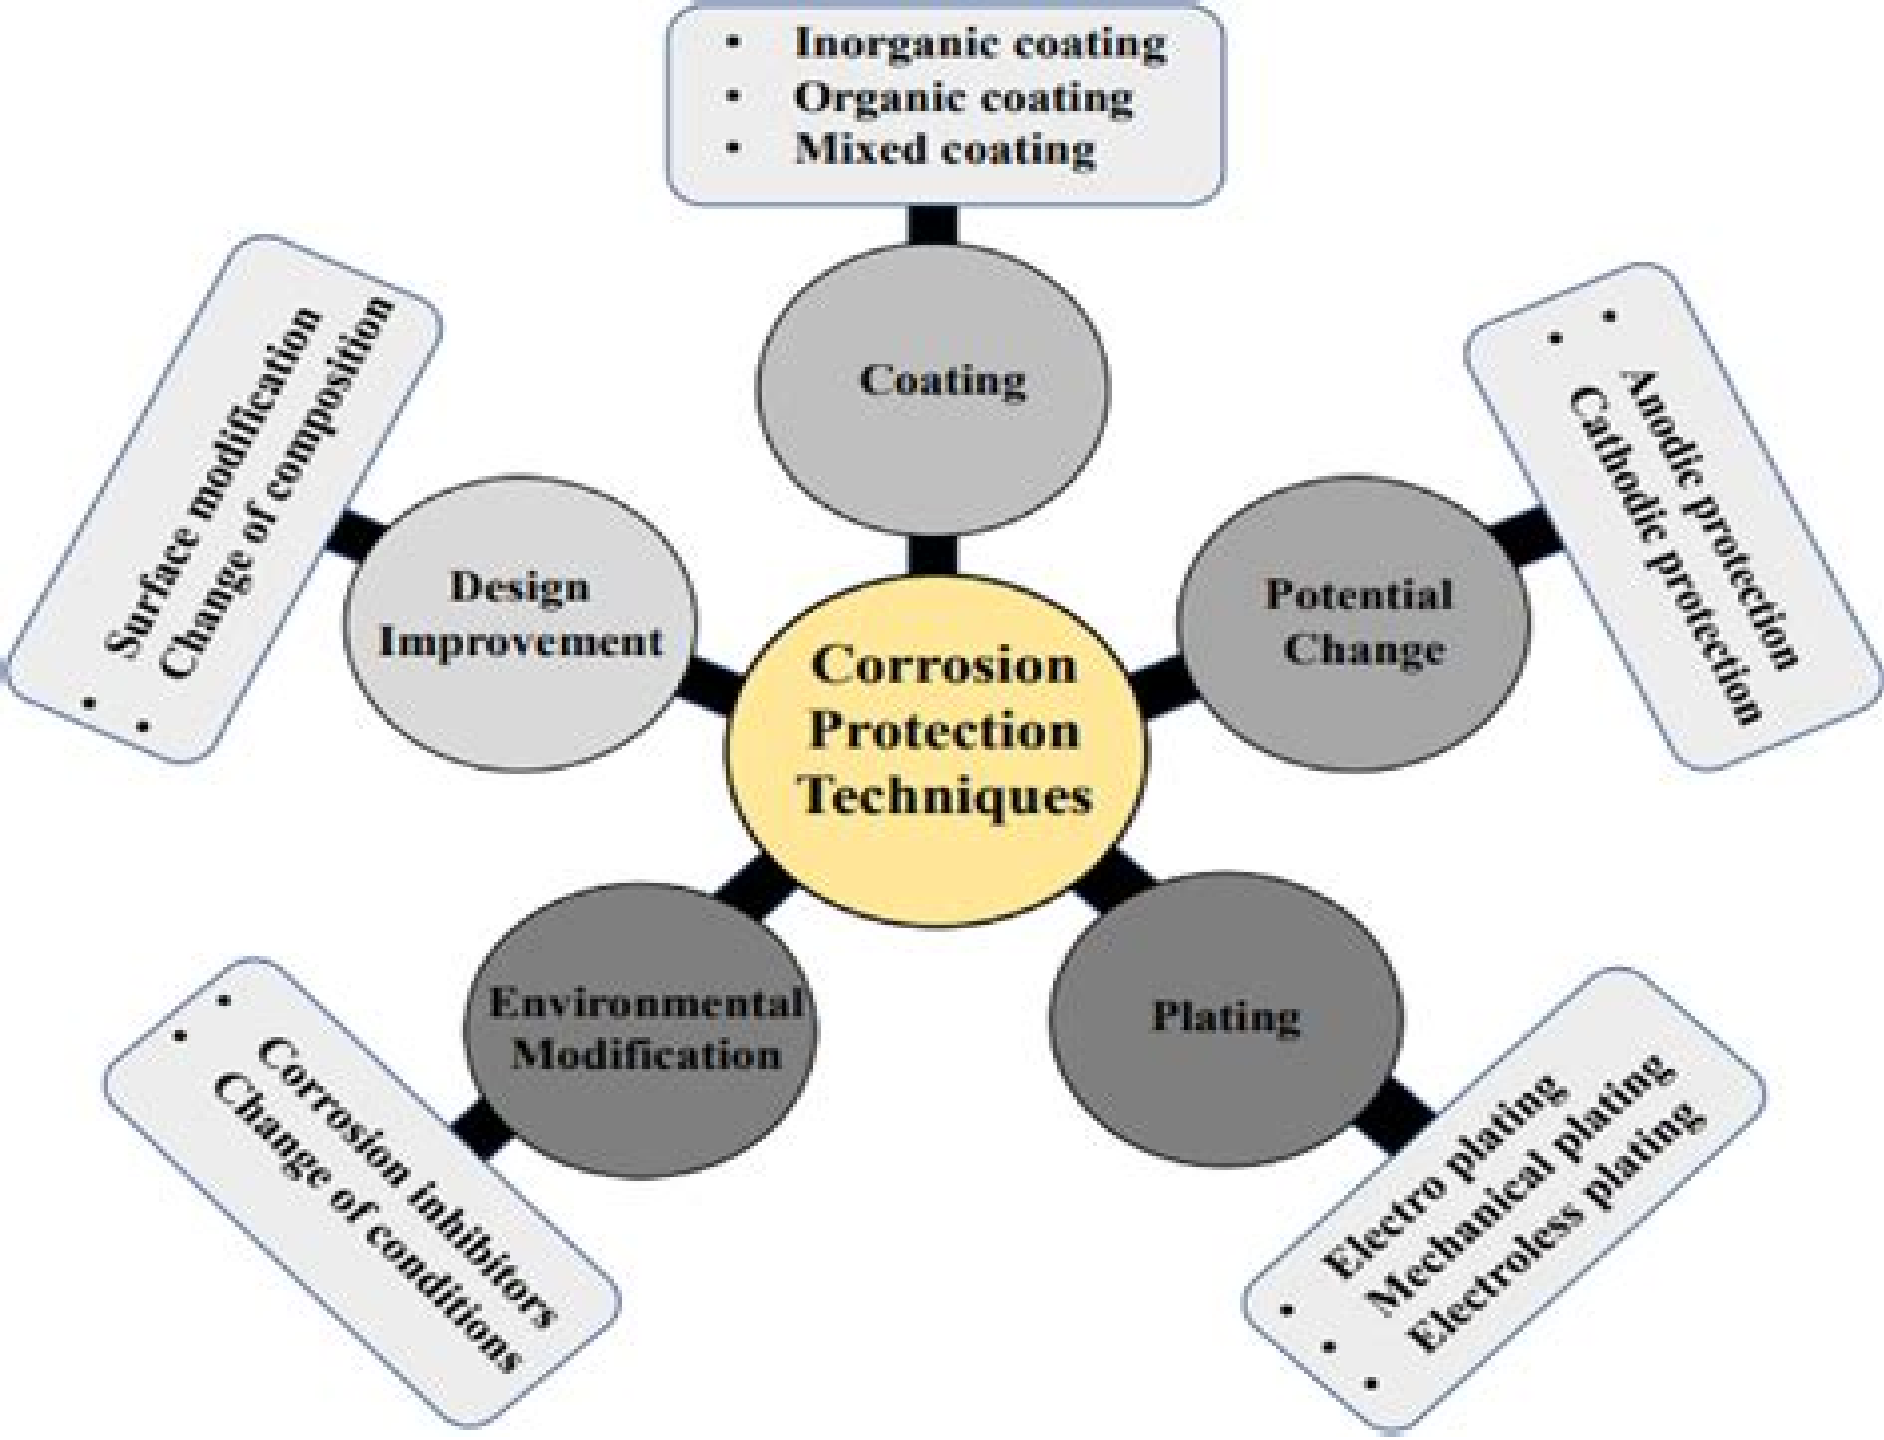 • Inorganic coating
• Organic coating
• Mixed coating
Coating
• Surface modification
• Change of composition
Design
Improvement
• Anodic protection
• Cathodic protection
Potential
Change
Corrosion
Protection
Techniques
Environmental
Modification
• Corrosion inhibitors
• Change of conditions
Plating
• Electro plating
• Mechanical plating
• Electroless plating